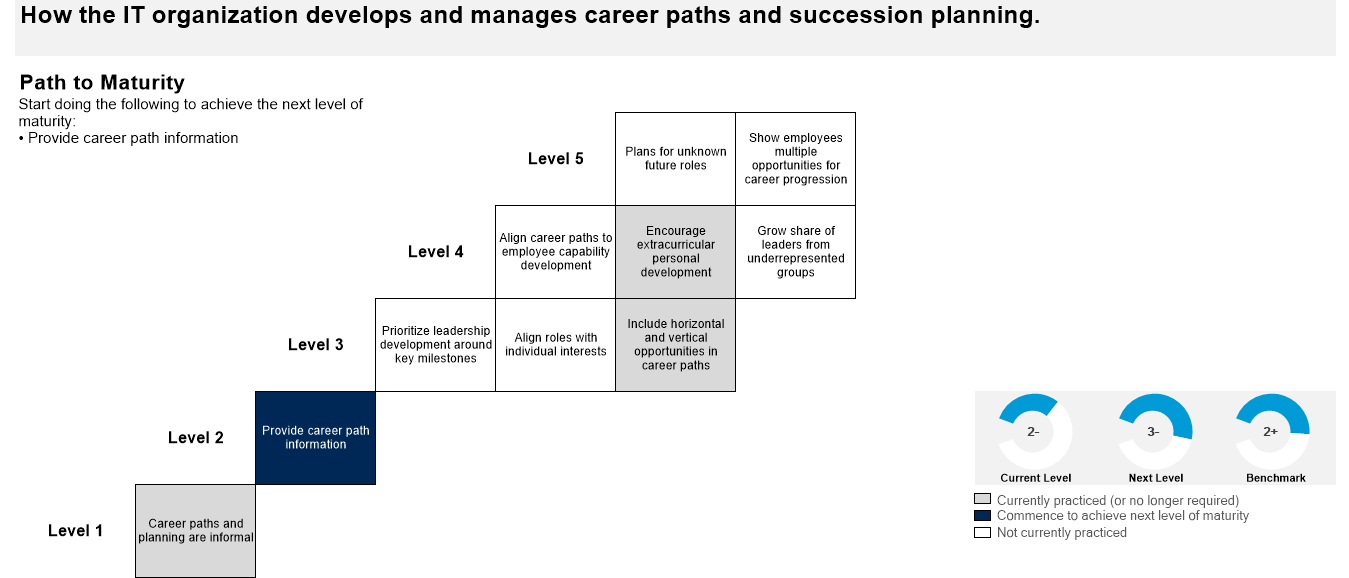 How the IT organization develops and manages career paths and succession planning.
Path to Maturity
Start doing the following to achieve the next level of
maturity:
• Provide career path information
Level 5
Plans for unknown
future roles
Show employees
multiple
opportunities for
career progression
Level 4
Align career paths to
employee capability
development
Encourage
extracurricular
personal
development
Grow share of
leaders from
underrepresented
groups
Level 3
Prioritize leadership
development around
key milestones
Align roles with
individual interests
Include horizontal
and vertical
opportunities in
career paths
Level 2
Provide career path
information
Level 1
Career paths and
planning are informal
2-
Current Level
3-
Next Level
2+
Benchmark
Currently practiced (or no longer required)
Commence to achieve next level of maturity
Not currently practiced